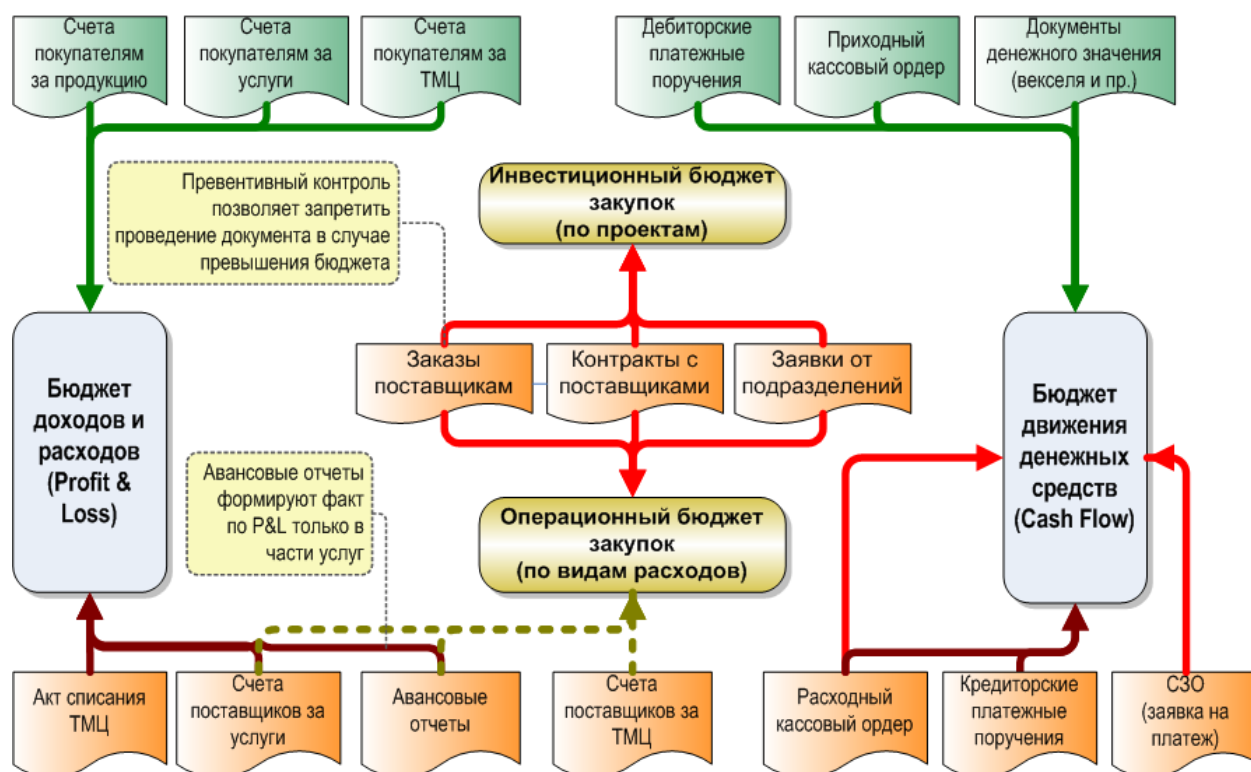 Счета
покупателям
за продукцию
Счета
покупателям за
услуги
Счета
покупателям за
ТМЦ
Дебиторские
платежные
поручения
Приходный
кассовый ордер
Документы
денежного значения
(векселя и пр.)
Превентивный контроль
позволяет запретить
проведение документа в случае
превышения бюджета
Инвестиционный бюджет
закупок
(по проектам)
Бюджет
доходов и
расходов
(Profit &
Loss)
Заказы
поставщикам
Контракты с
поставщиками
Заявки от
подразделений
Бюджет
движения
денежных
средств
(Cash Flow)
Авансовые отчеты
формируют факт
по P&L только в
части услуг
Операционный бюджет
закупок
(по видам расходов)
Акт списания
ТМЦ
Счета
поставщиков за
услуги
Авансовые
отчеты
Счета
поставщиков за
ТМЦ
Расходный
кассовый ордер
Кредиторские
платежные
поручения
СЗО
(заявка на
платеж)